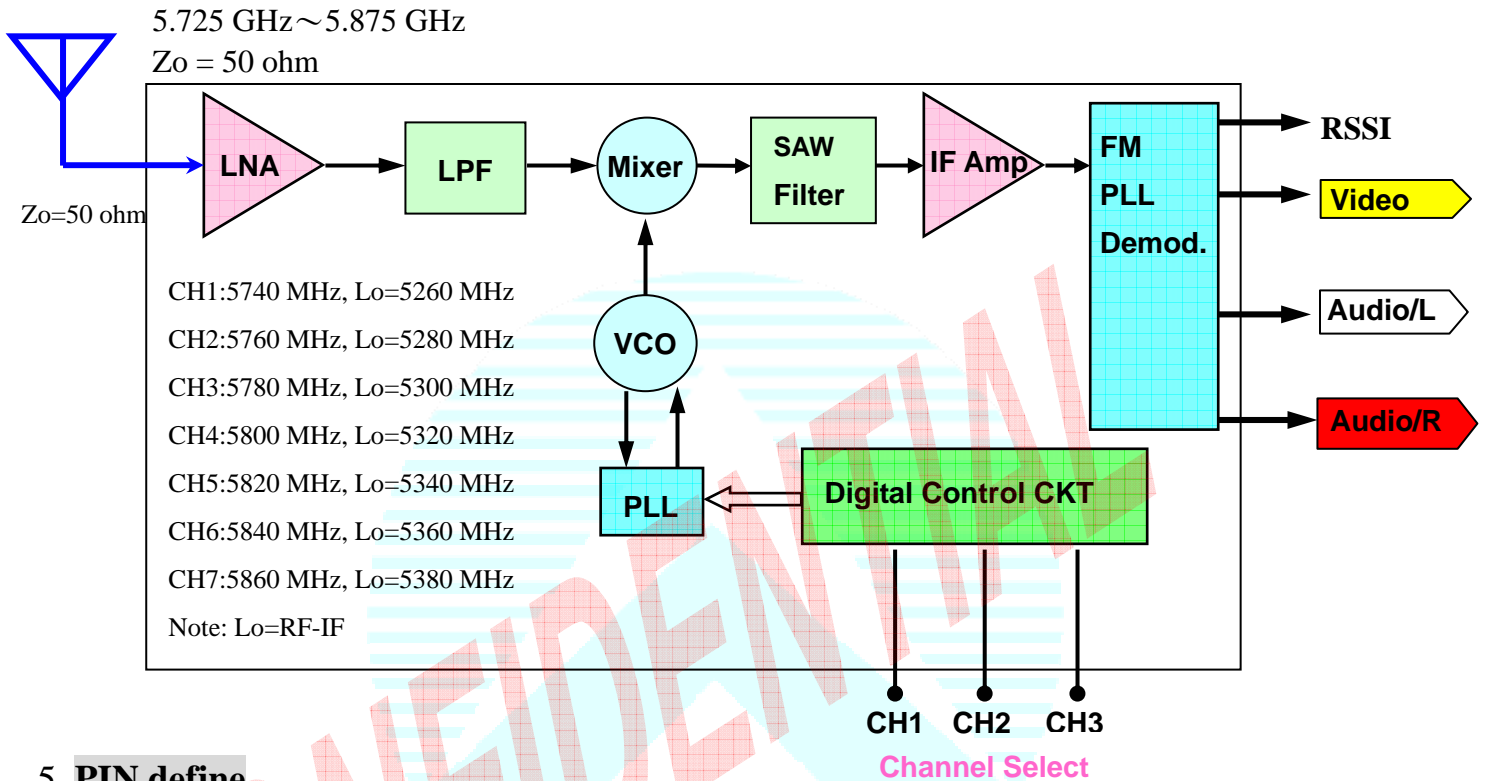 5.725 GHz～5.875 GHz
Zo = 50 ohm
Zo=50 ohm
LNA
LPF
Mixer
SAW
Filter
IF Amp
FM
PLL
Demod.
RSSI
Video
Audio/L
Audio/R
VCO
PLL
Digital Control CKT
CH1:5740 MHz, Lo=5260 MHz
CH2:5760 MHz, Lo=5280 MHz
CH3:5780 MHz, Lo=5300 MHz
CH4:5800 MHz, Lo=5320 MHz
CH5:5820 MHz, Lo=5340 MHz
CH6:5840 MHz, Lo=5360 MHz
CH7:5860 MHz, Lo=5380 MHz
Note: Lo=RF-IF
CH1 CH2 CH3
Channel Select
5. PIN define